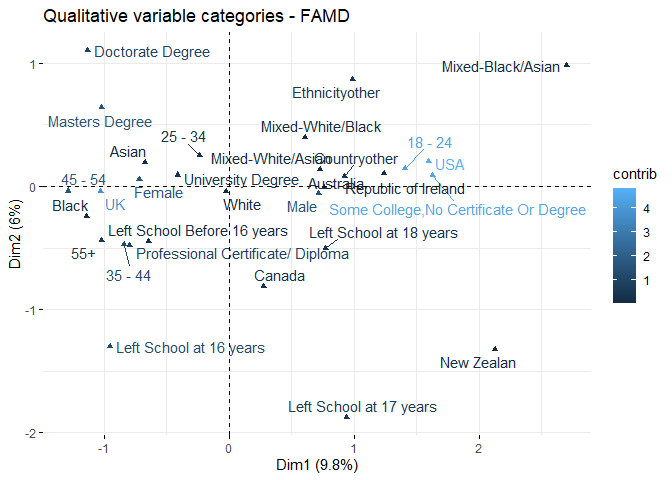 Qualitative variable categories - FAMD
Doctorate Degree
Mixed-Black/Asian
Ethnicityother
Masters Degree
Mixed-White/Black
25 - 34
18 - 24
Asian
Mixed-White/Asian
Countryother
USA
45 - 54
University Degree
Australia
Republic of Ireland
Female
Black
UK
White
Male
Some College,No Certificate Or Degree
Left School Before 16 years
Left School at 18 years
55+
Professional Certificate/ Diploma
35 - 44
Canada
Left School at 16 years
New Zealan
Left School at 17 years
1
0
-1
-2
Dim2 (6%)
-1
0
1
2
Dim1 (9.8%)
contrib
4
3
2
1